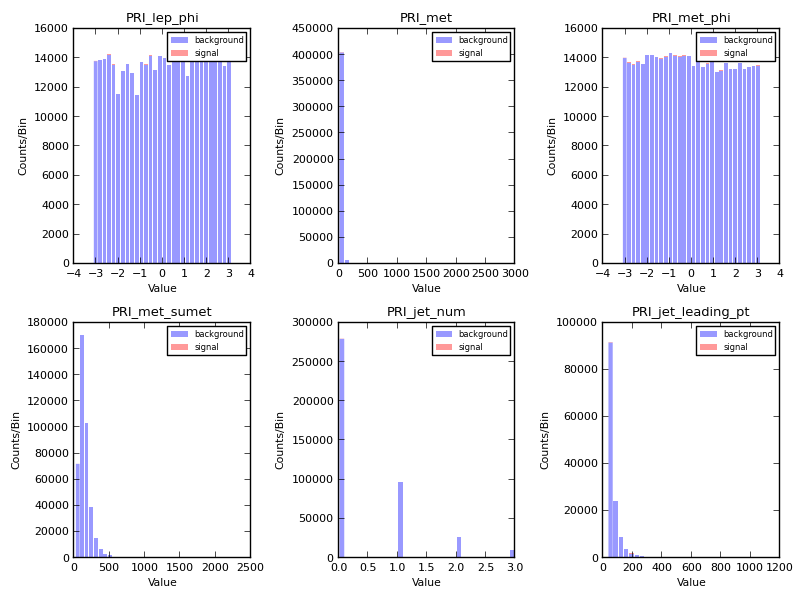 PRI_lep_phi
16000
14000
12000
10000
8000
6000
4000
2000
0
−4 −3 −2 −1 0 1 2 3 4
Counts/Bin
Value
background
signal
PRI_met
450000
400000
350000
300000
250000
200000
150000
100000
50000
0
0 500 1000 1500 2000 2500 3000
Counts/Bin
Value
background
signal
PRI_met_phi
16000
14000
12000
10000
8000
6000
4000
2000
0
−4 −3 −2 −1 0 1 2 3 4
Counts/Bin
Value
background
signal
PRI_met_sumet
180000
160000
140000
120000
100000
80000
60000
40000
20000
0
0 500 1000 1500 2000 2500
Counts/Bin
Value
background
signal
PRI_jet_num
300000
250000
200000
150000
100000
50000
0
0.0 0.5 1.0 1.5 2.0 2.5 3.0
Counts/Bin
Value
background
signal
PRI_jet_leading_pt
100000
80000
60000
40000
20000
0
0 200 400 600 800 1000 1200
Counts/Bin
Value
background
signal